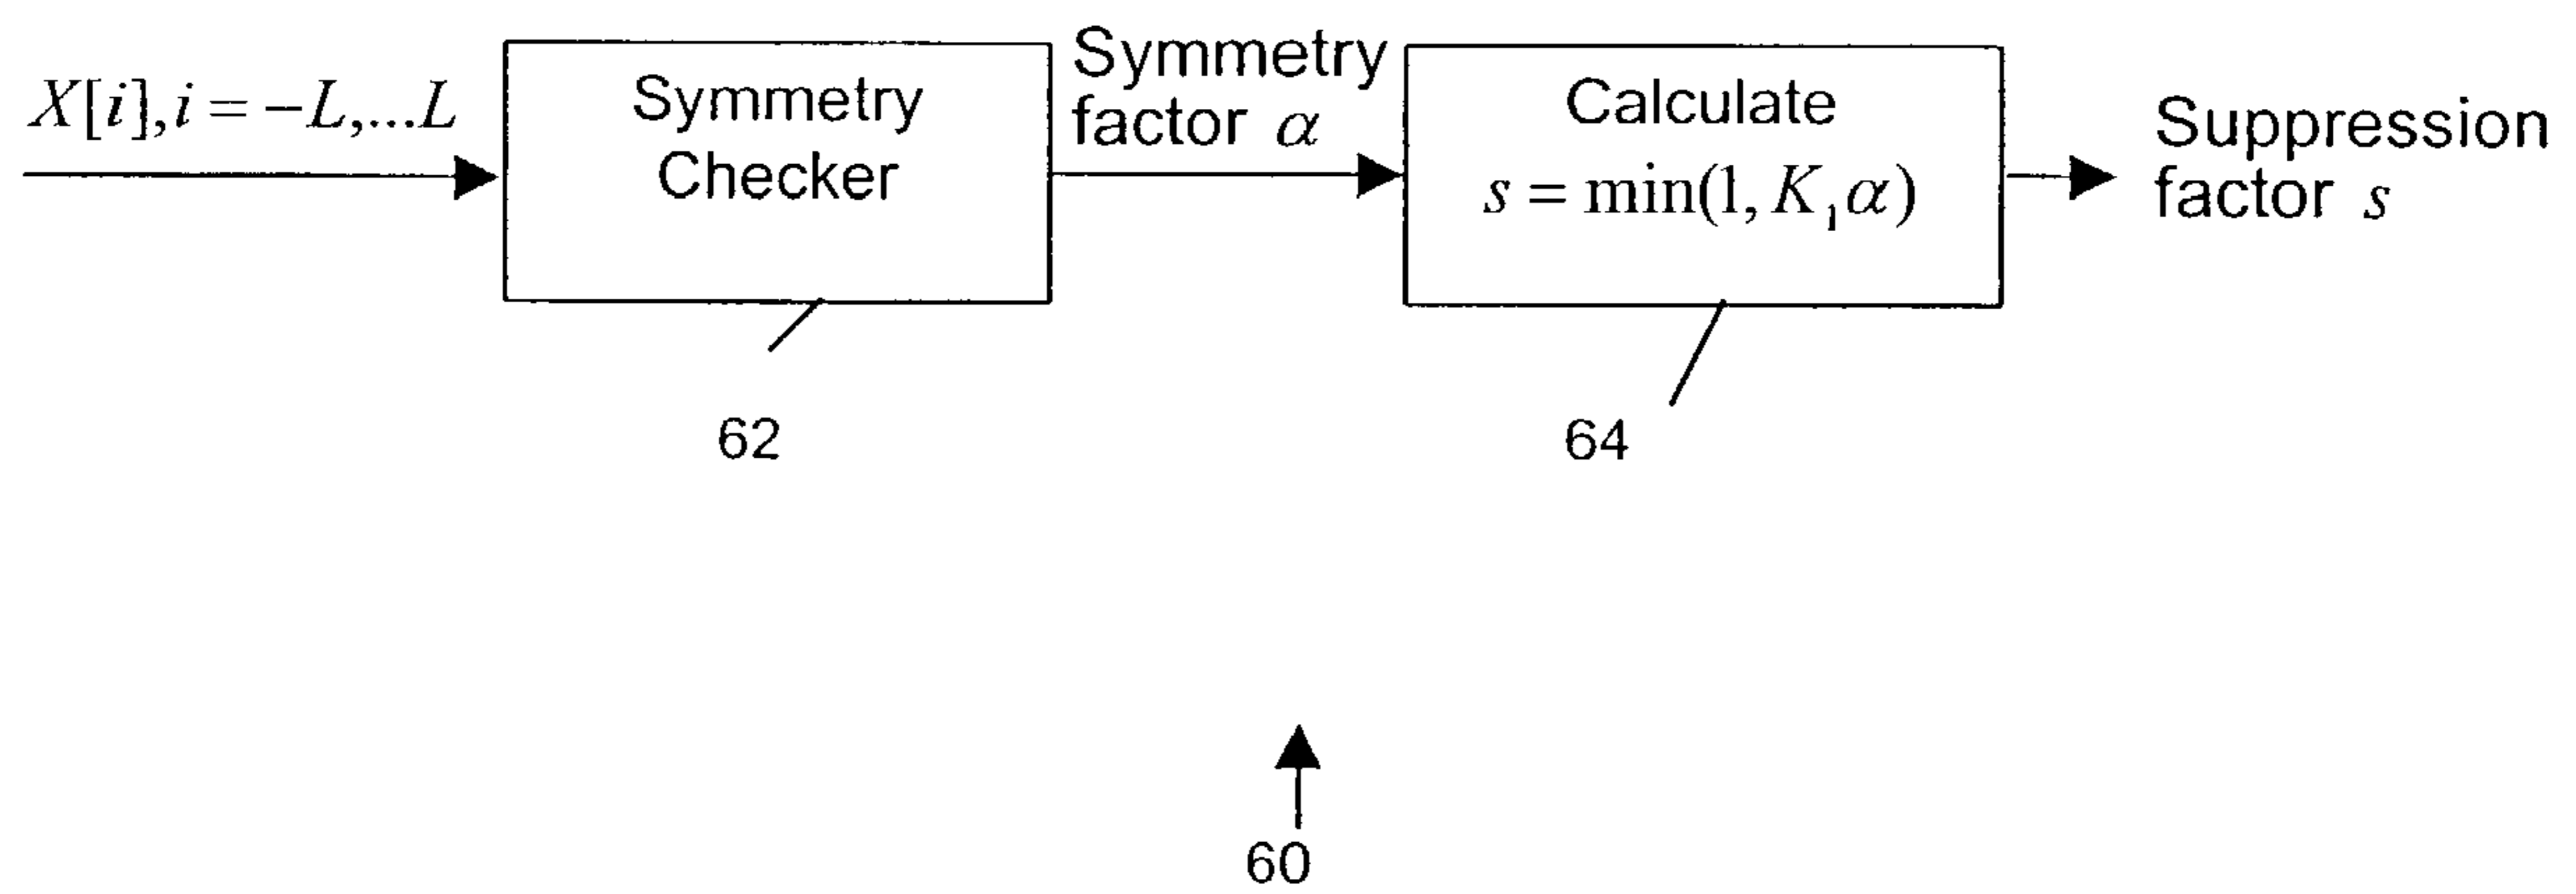 X[i], i = −L,...L
Symmetry
Checker
Symmetry
factor α
Calculate
s = min(1, K₁α)
Suppression
factor s
62
64
60